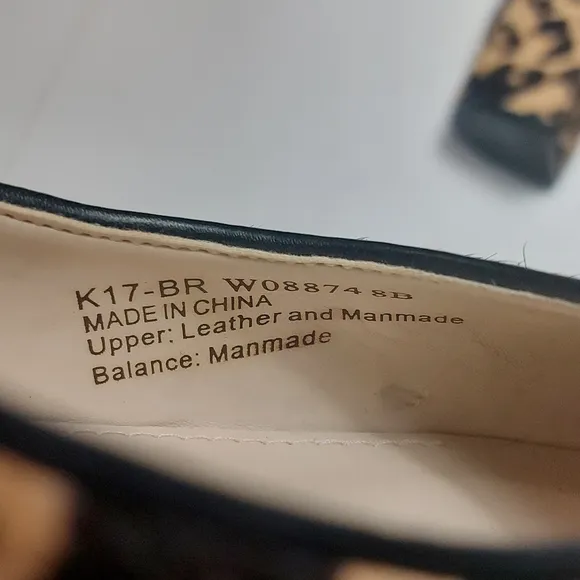 K17-BR W08874 8B
MADE IN CHINA
Upper: Leather and Manmade
Balance: Manmade